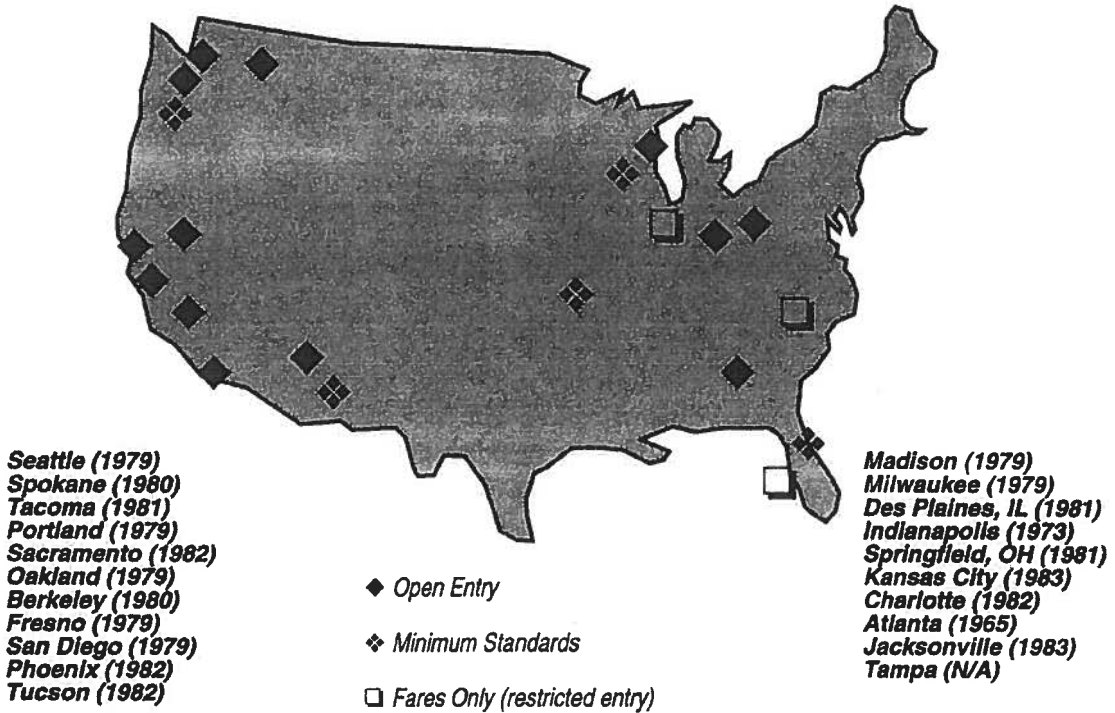 Seattle (1979)
Spokane (1980)
Tacoma (1981)
Portland (1979)
Sacramento (1982)
Oakland (1979)
Berkeley (1980)
Fresno (1979)
San Diego (1979)
Phoenix (1982)
Tucson (1982)
Open Entry
Minimum Standards
Fares Only (restricted entry)
Madison (1979)
Milwaukee (1979)
Des Plaines, IL (1981)
Indianapolis (1973)
Springfield, OH (1981)
Kansas City (1983)
Charlotte (1982)
Atlanta (1965)
Jacksonville (1983)
Tampa (N/A)